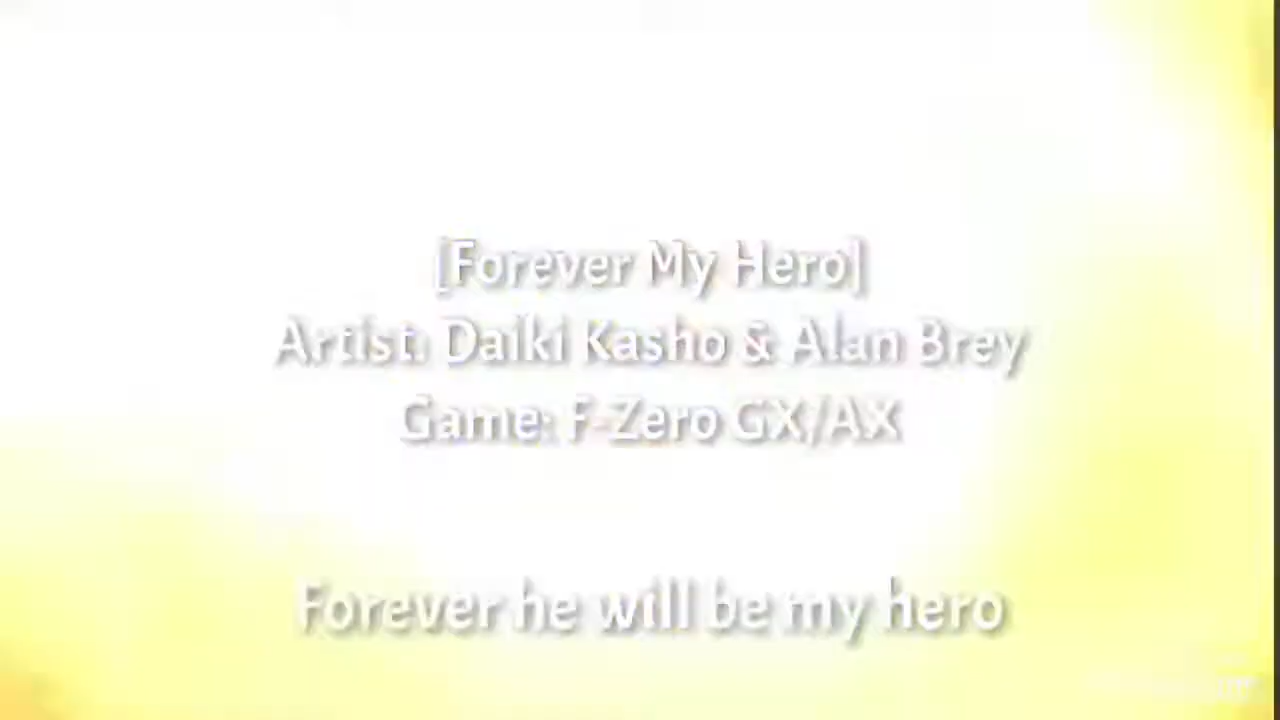 [Forever My Hero]
Artist: Daiki Kasho & Alan Brey
Game: F-Zero GX/AX
Forever he will be my hero